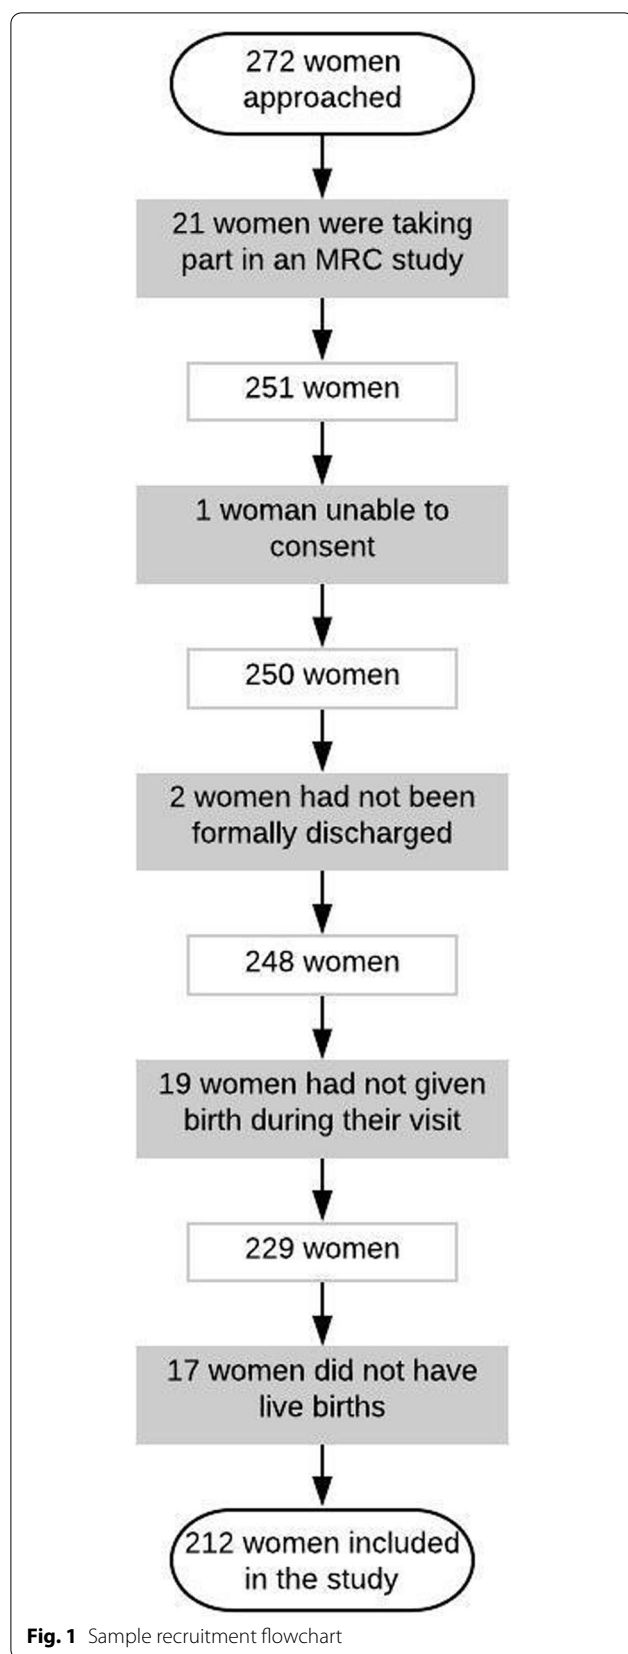 272 women
approached
21 women were taking
part in an MRC study
251 women
1 woman unable to
consent
250 women
2 women had not been
formally discharged
248 women
19 women had not given
birth during their visit
229 women
17 women did not have
live births
212 women included
in the study
Fig. 1 Sample recruitment flowchart